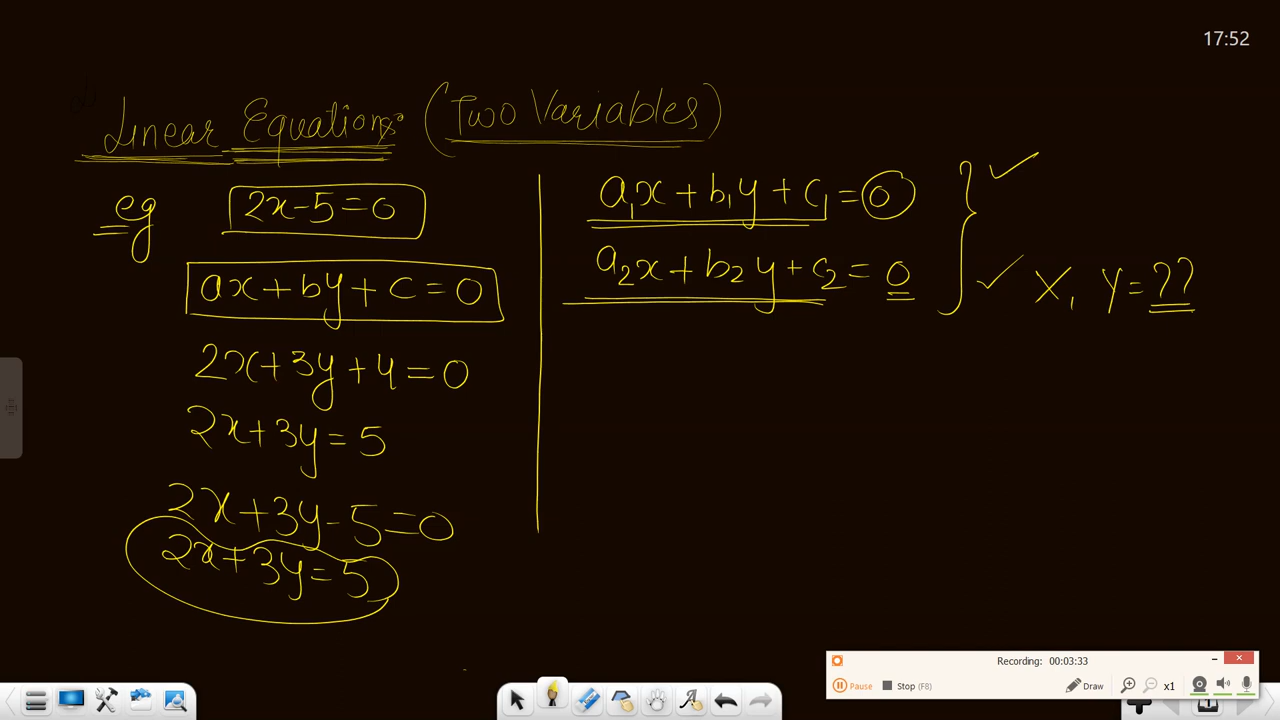 17:52
Linear Equations (Two Variables)
eg 2x-5=0
ax+by+c=0
2x+3y+4=0
2x+3y=5
2x+3y-5=0
2x+3y=5
a₁x+b₁y+c₁=0
a₂x+b₂y+c₂=0
x, y=??
Recording: 00:03:33
Pause Stop (F8) Draw x1